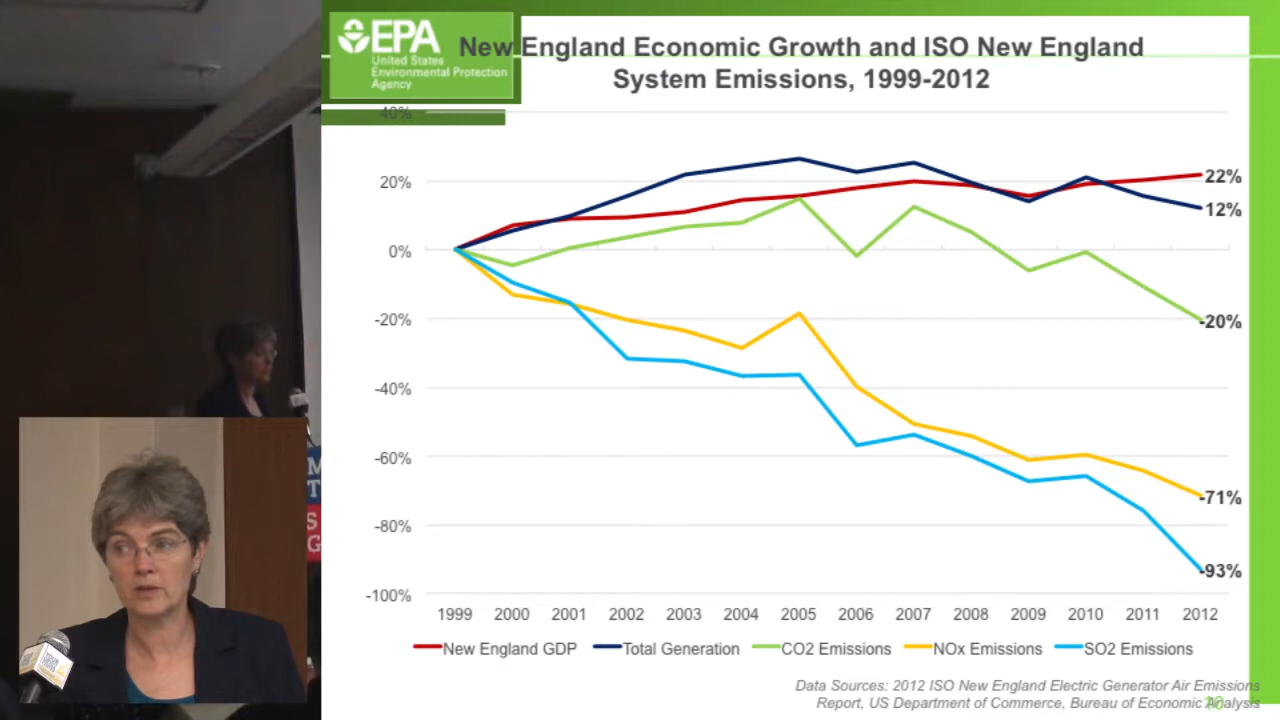 EPA
United States
Environmental Protection
Agency
New England Economic Growth and ISO New England
System Emissions, 1999-2012
40%
20%
0%
-20%
-40%
-60%
-80%
-100%
22%
12%
-20%
-71%
-93%
1999 2000 2001 2002 2003 2004 2005 2006 2007 2008 2009 2010 2011 2012
New England GDP Total Generation CO2 Emissions NOx Emissions SO2 Emissions
Data Sources: 2012 ISO New England Electric Generator Air Emissions
Report, US Department of Commerce, Bureau of Economic Analysis
M
T
S
G